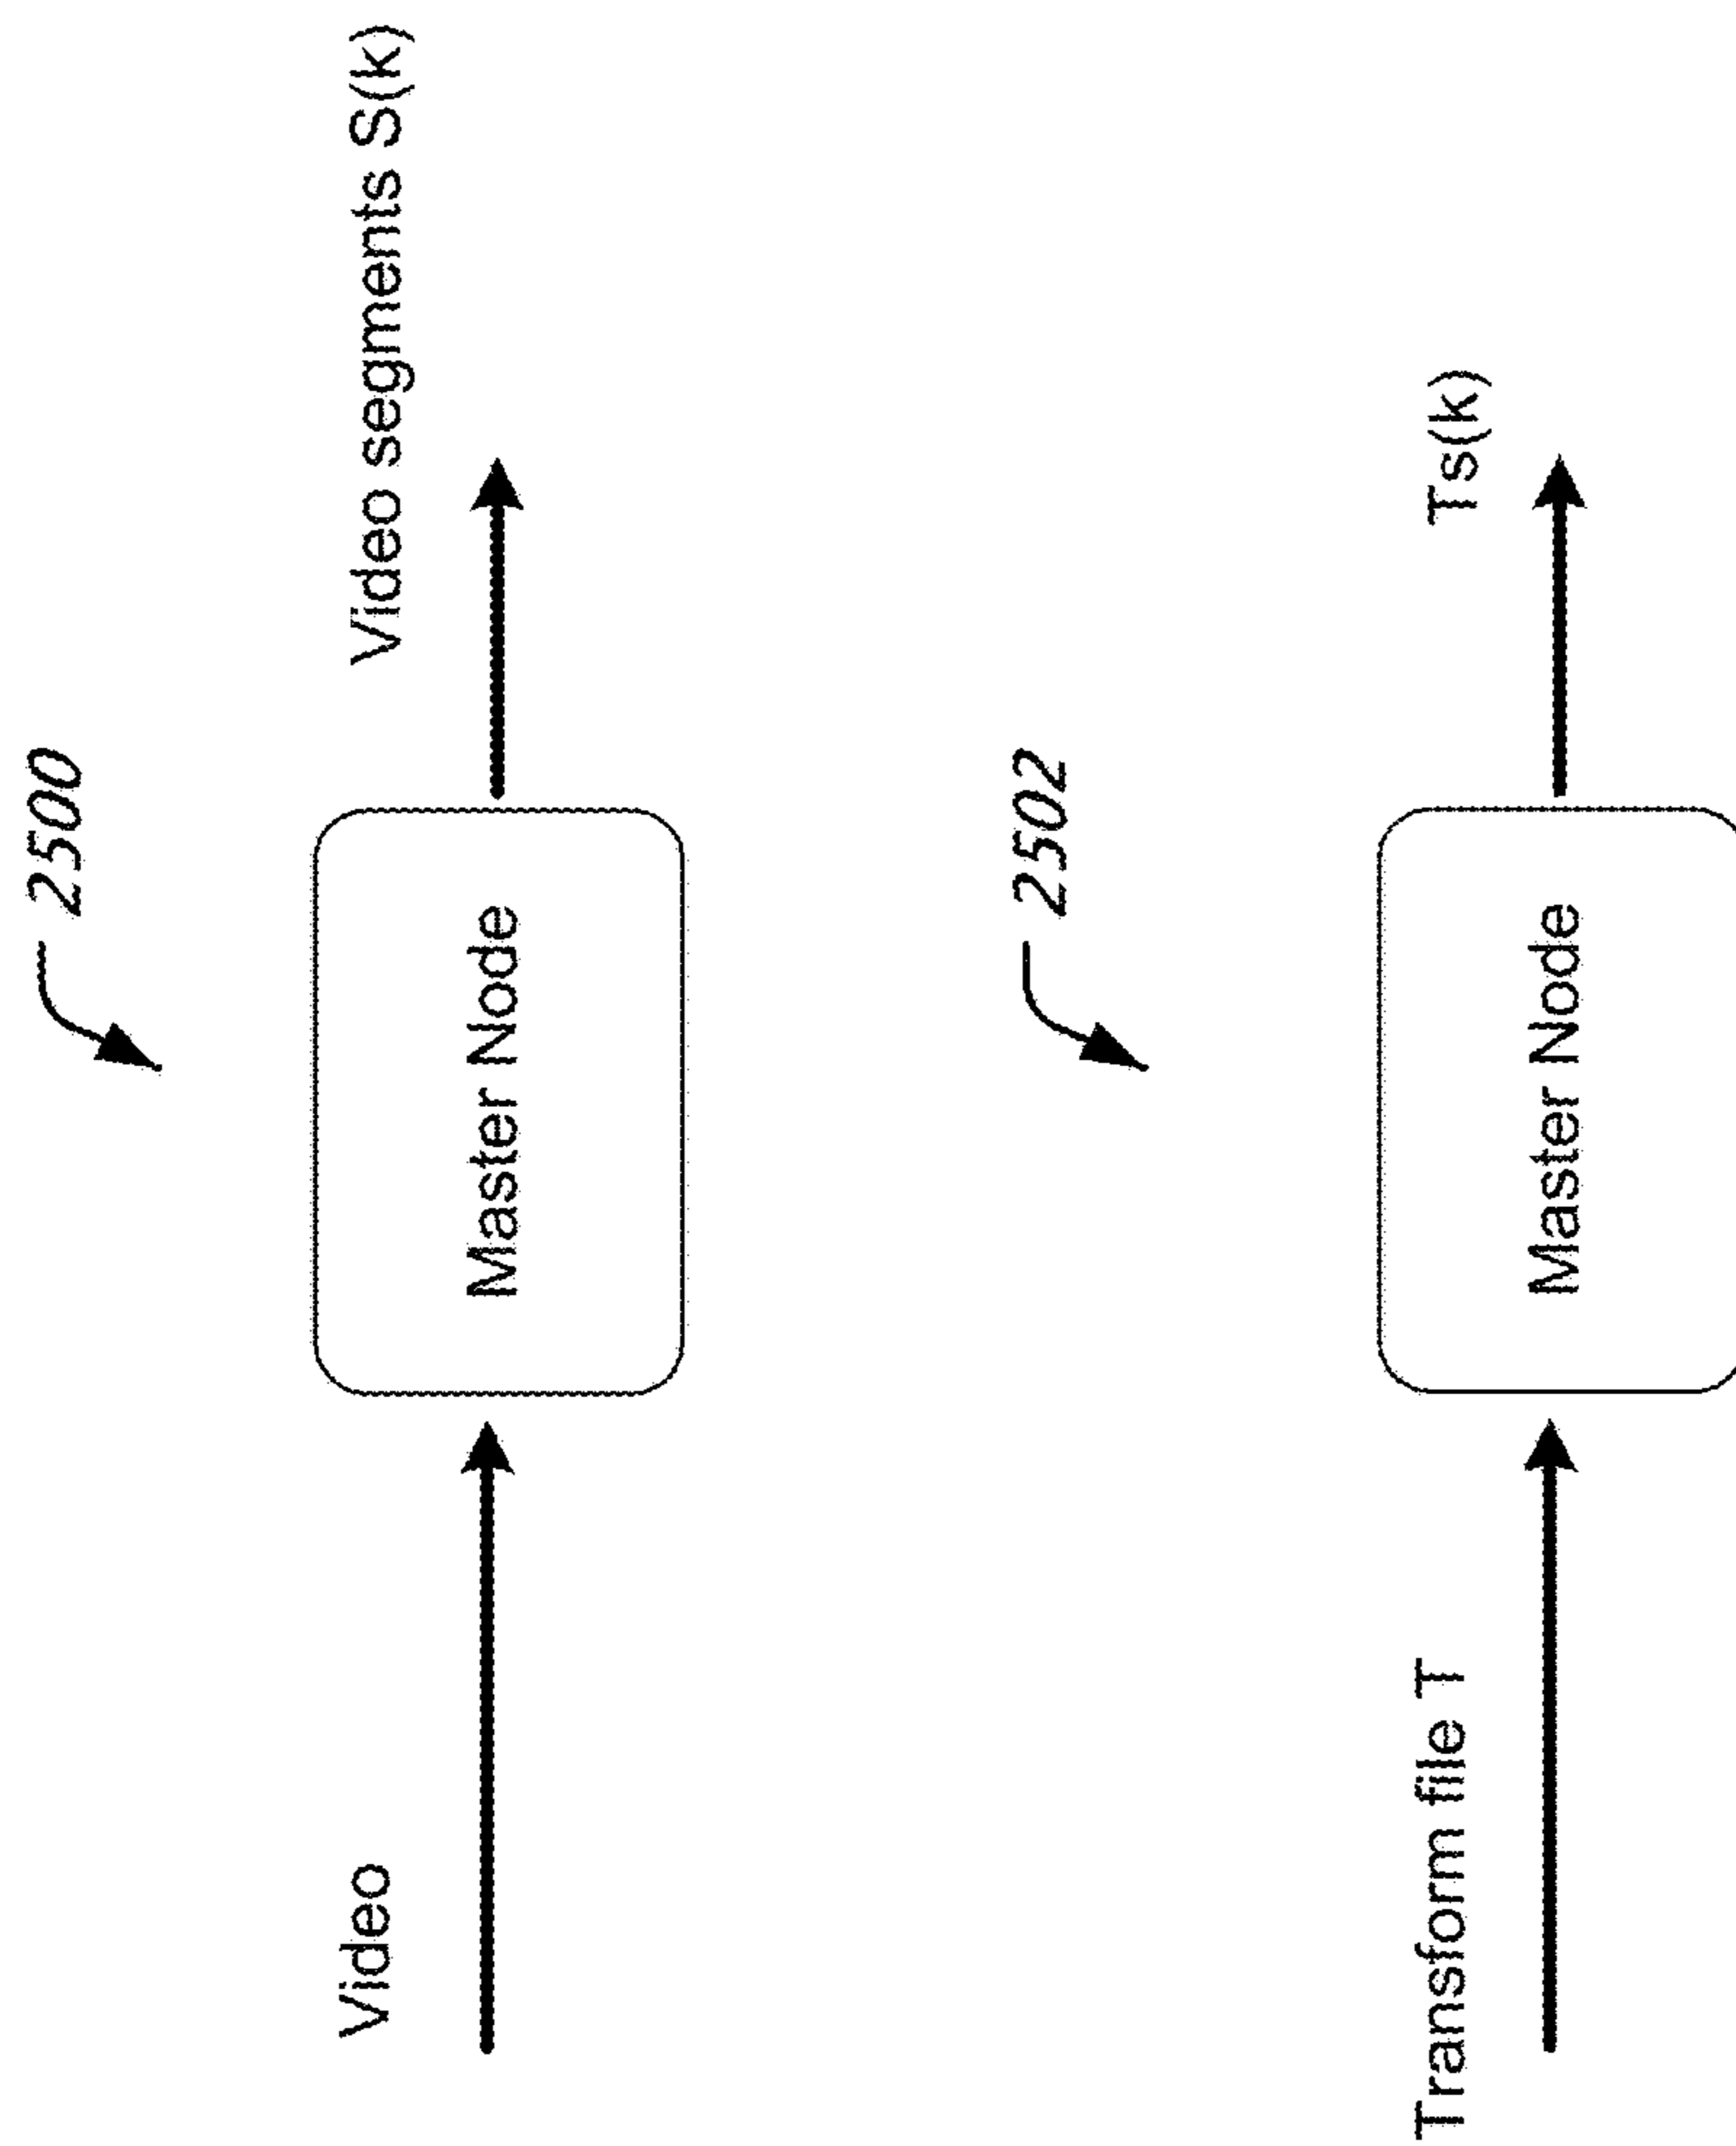 2500
Video
Master Node
Video segments S(k)
2502
Transform file T
Master Node
Ts(k)